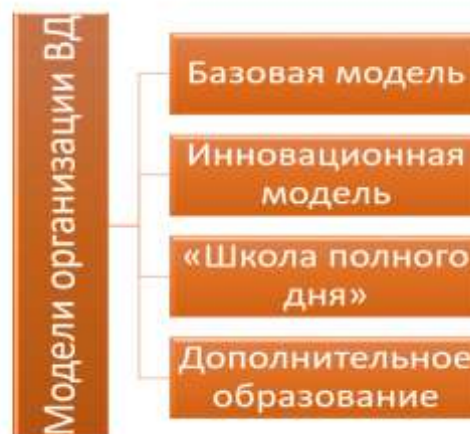 Модели организации ВД
Базовая модель
Инновационная
модель
«Школа полного
дня»
Дополнительное
образование